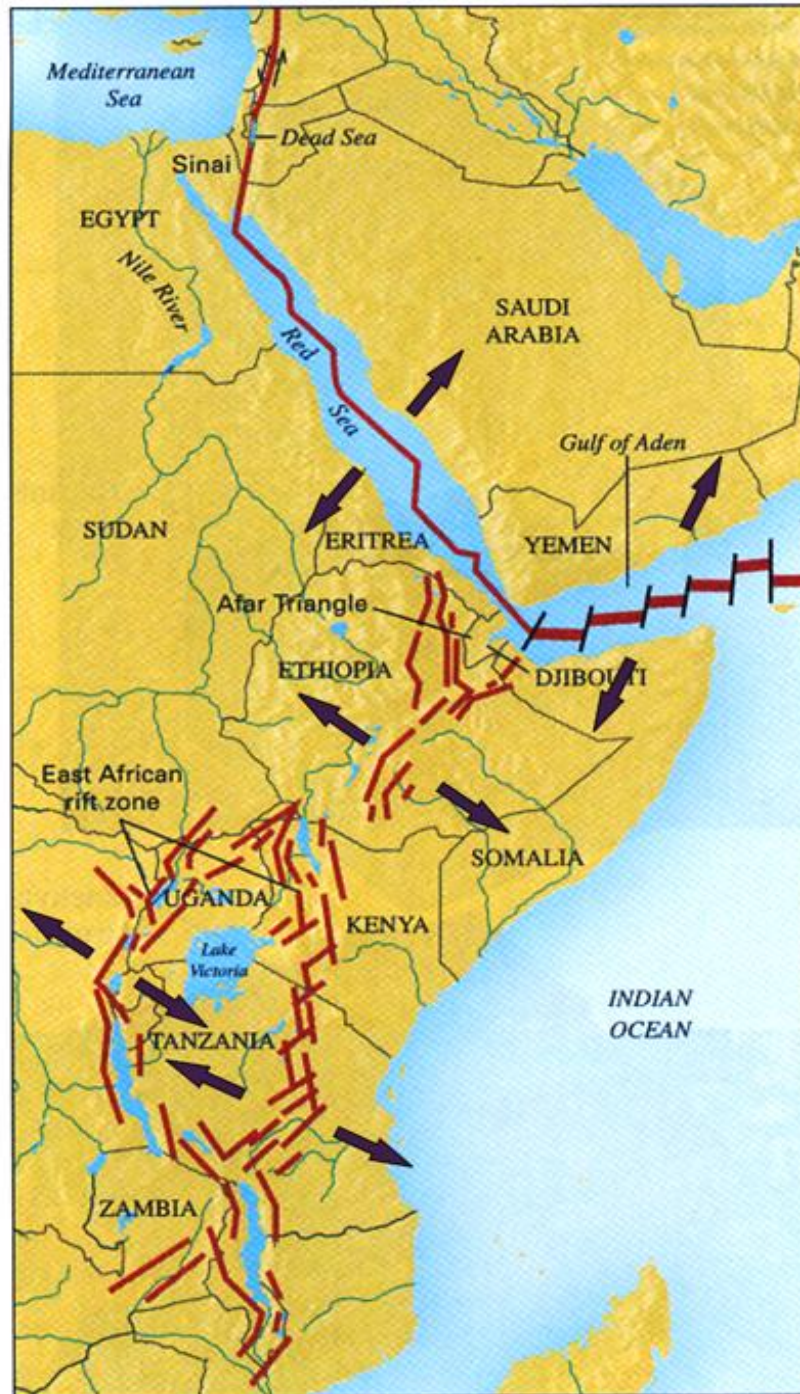 Mediterranean
Sea
Dead Sea
Sinai
EGYPT
Nile River
SAUDI
ARABIA
Red
Sea
Gulf of Aden
SUDAN
ERITREA
YEMEN
Afar Triangle
ETHIOPIA
DJIBOUTI
East African
rift zone
SOMALIA
UGANDA
KENYA
Lake
Victoria
INDIAN
OCEAN
TANZANIA
ZAMBIA